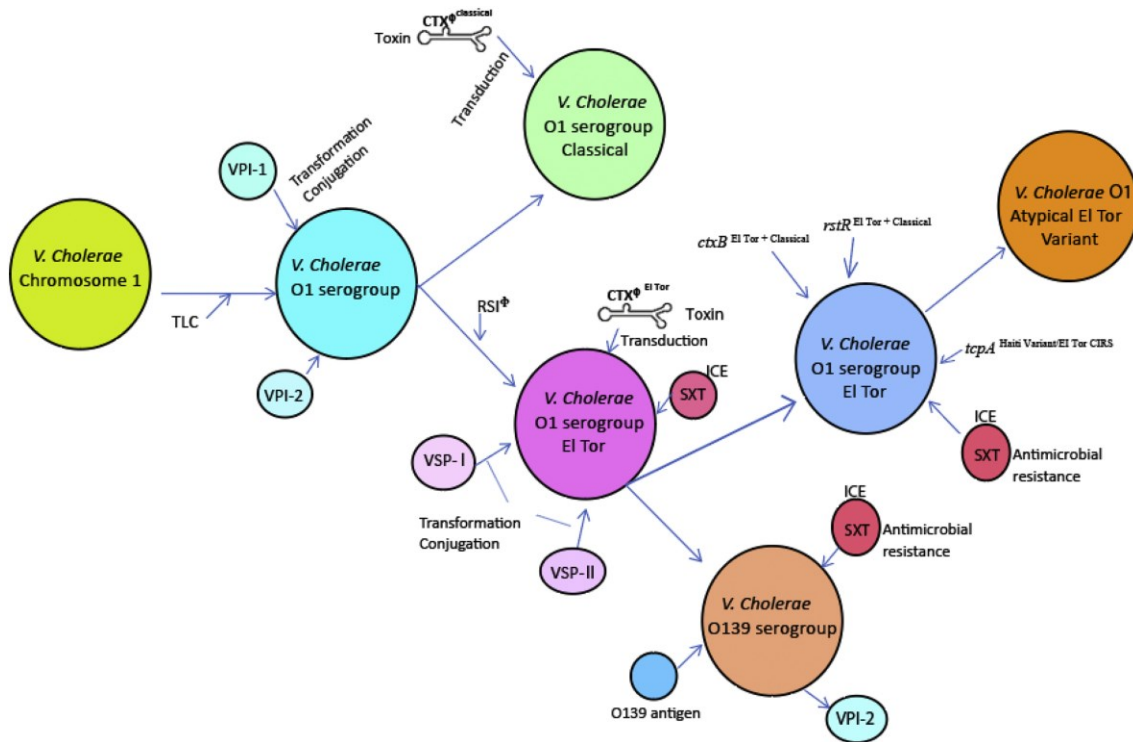 CTXΦ classical
Toxin
Transduction
V. Cholerae
O1 serogroup
Classical
VPI-1
Transformation
Conjugation
V. Cholerae
Chromosome 1
TLC
V. Cholerae
O1 serogroup
VPI-2
RSIΦ
CTXΦ El Tor
Toxin
Transduction
ICE
SXT
V. Cholerae
O1 serogroup
El Tor
VSP-I
Transformation
Conjugation
VSP-II
ctxB El Tor + Classical
rstR El Tor + Classical
V. Cholerae O1
Atypical El Tor
Variant
V. Cholerae
O1 serogroup
El Tor
tcpA Haiti Variant/El Tor CIRS
ICE
SXT
Antimicrobial
resistance
ICE
SXT
Antimicrobial
resistance
V. Cholerae
O139 serogroup
O139 antigen
VPI-2